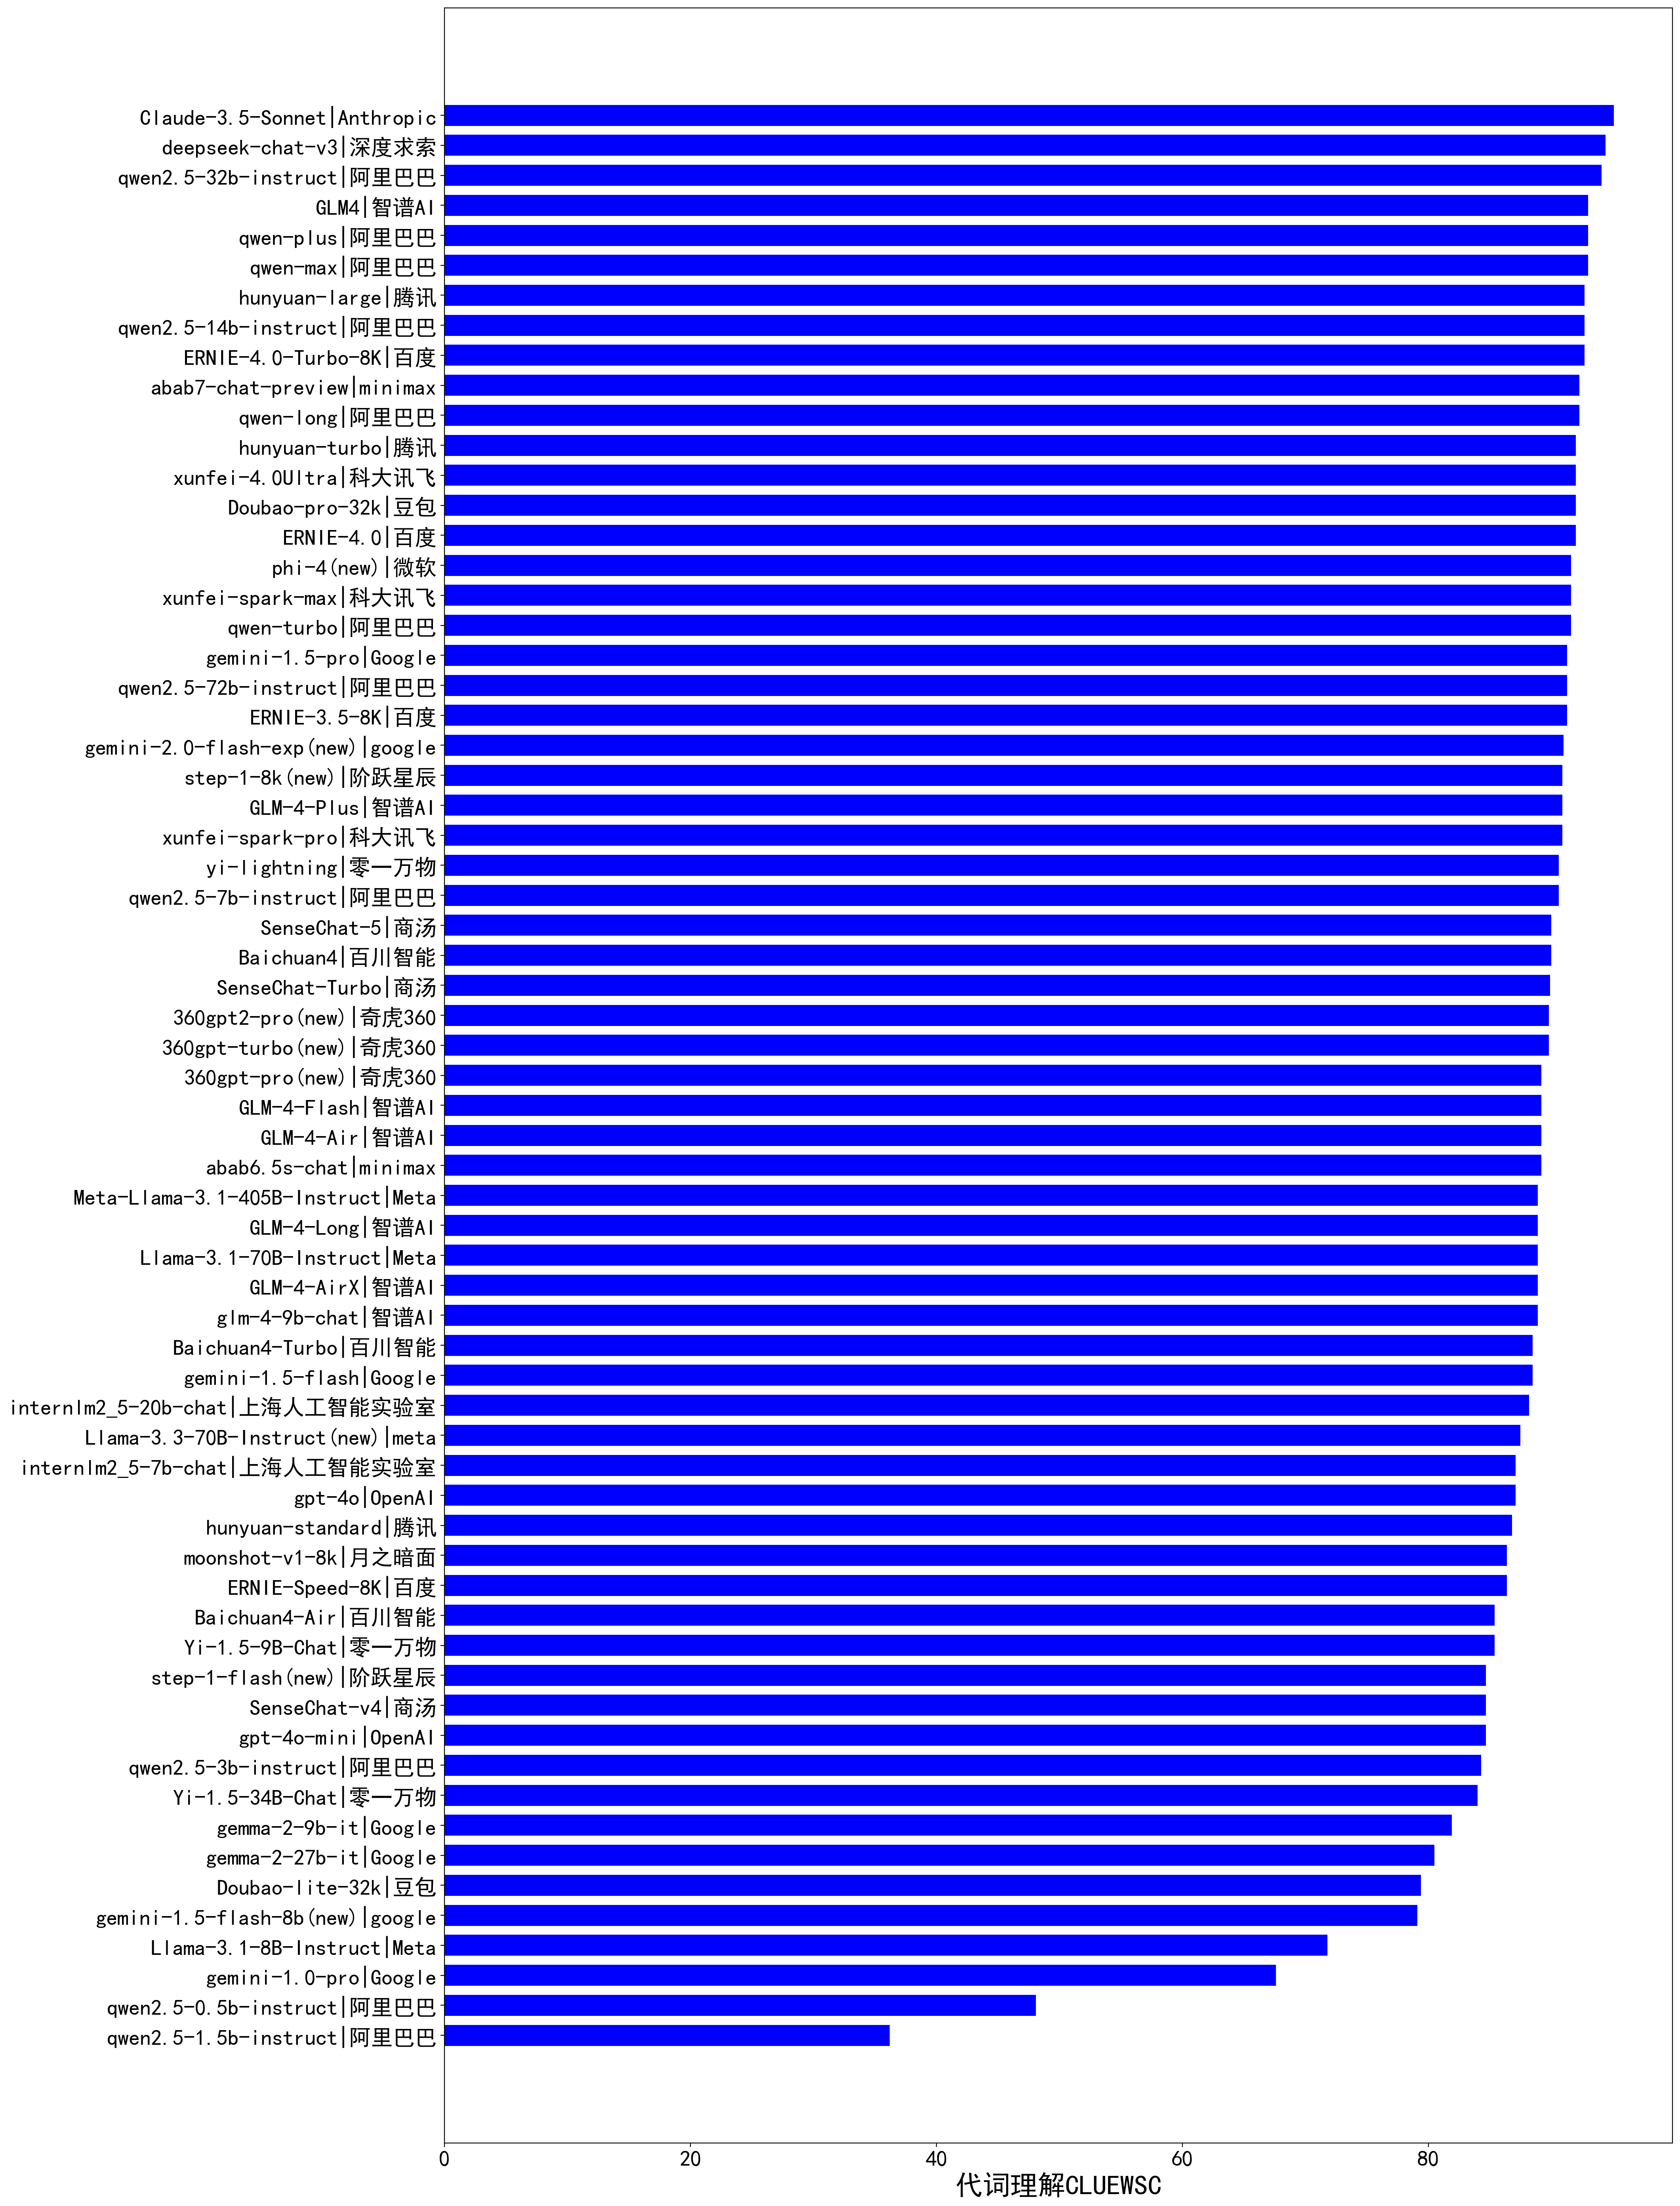 Claude-3.5-Sonnet|Anthropic
deepseek-chat-v3|深度求索
qwen2.5-32b-instruct|阿里巴巴
GLM4|智谱AI
qwen-plus|阿里巴巴
qwen-max|阿里巴巴
hunyuan-large|腾讯
qwen2.5-14b-instruct|阿里巴巴
ERNIE-4.0-Turbo-8K|百度
abab7-chat-preview|minimax
qwen-long|阿里巴巴
hunyuan-turbo|腾讯
xunfei-4.0Ultra|科大讯飞
Doubao-pro-32k|豆包
ERNIE-4.0|百度
phi-4(new)|微软
xunfei-spark-max|科大讯飞
qwen-turbo|阿里巴巴
gemini-1.5-pro|Google
qwen2.5-72b-instruct|阿里巴巴
ERNIE-3.5-8K|百度
gemini-2.0-flash-exp(new)|google
step-1-8k(new)|阶跃星辰
GLM-4-Plus|智谱AI
xunfei-spark-pro|科大讯飞
yi-lightning|零一万物
qwen2.5-7b-instruct|阿里巴巴
SenseChat-5|商汤
Baichuan4|百川智能
SenseChat-Turbo|商汤
360gpt2-pro(new)|奇虎360
360gpt-turbo(new)|奇虎360
360gpt-pro(new)|奇虎360
GLM-4-Flash|智谱AI
GLM-4-Air|智谱AI
abab6.5s-chat|minimax
Meta-Llama-3.1-405B-Instruct|Meta
GLM-4-Long|智谱AI
Llama-3.1-70B-Instruct|Meta
GLM-4-AirX|智谱AI
glm-4-9b-chat|智谱AI
Baichuan4-Turbo|百川智能
gemini-1.5-flash|Google
internlm2_5-20b-chat|上海人工智能实验室
Llama-3.3-70B-Instruct(new)|meta
internlm2_5-7b-chat|上海人工智能实验室
gpt-4o|OpenAI
hunyuan-standard|腾讯
moonshot-v1-8k|月之暗面
ERNIE-Speed-8K|百度
Baichuan4-Air|百川智能
Yi-1.5-9B-Chat|零一万物
step-1-flash(new)|阶跃星辰
SenseChat-v4|商汤
gpt-4o-mini|OpenAI
qwen2.5-3b-instruct|阿里巴巴
Yi-1.5-34B-Chat|零一万物
gemma-2-9b-it|Google
gemma-2-27b-it|Google
Doubao-lite-32k|豆包
gemini-1.5-flash-8b(new)|google
Llama-3.1-8B-Instruct|Meta
gemini-1.0-pro|Google
qwen2.5-0.5b-instruct|阿里巴巴
qwen2.5-1.5b-instruct|阿里巴巴
0 20 40 60 80
代词理解CLUEWSC